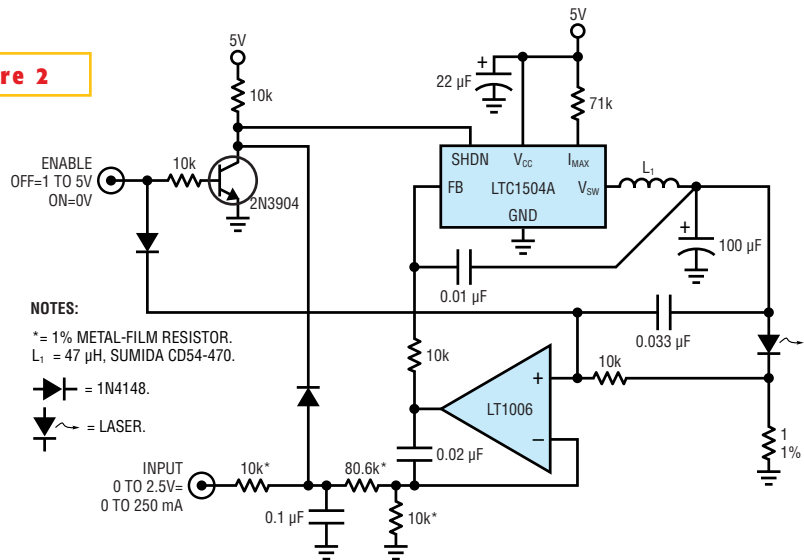 re 2
5V
10k
ENABLE
OFF=1 TO 5V
ON=0V
10k
2N3904
5V
22 µF
71k
SHDN
VCC
IMAX
FB
LTC1504A
VSW
GND
L1
100 µF
0.01 µF
0.033 µF
NOTES:
*= 1% METAL-FILM RESISTOR.
L1 = 47 µH, SUMIDA CD54-470.
= 1N4148.
= LASER.
10k
+
LT1006
–
10k
1
1%
0.02 µF
INPUT
0 TO 2.5V=
0 TO 250 mA
10k*
80.6k*
0.1 µF
10k*